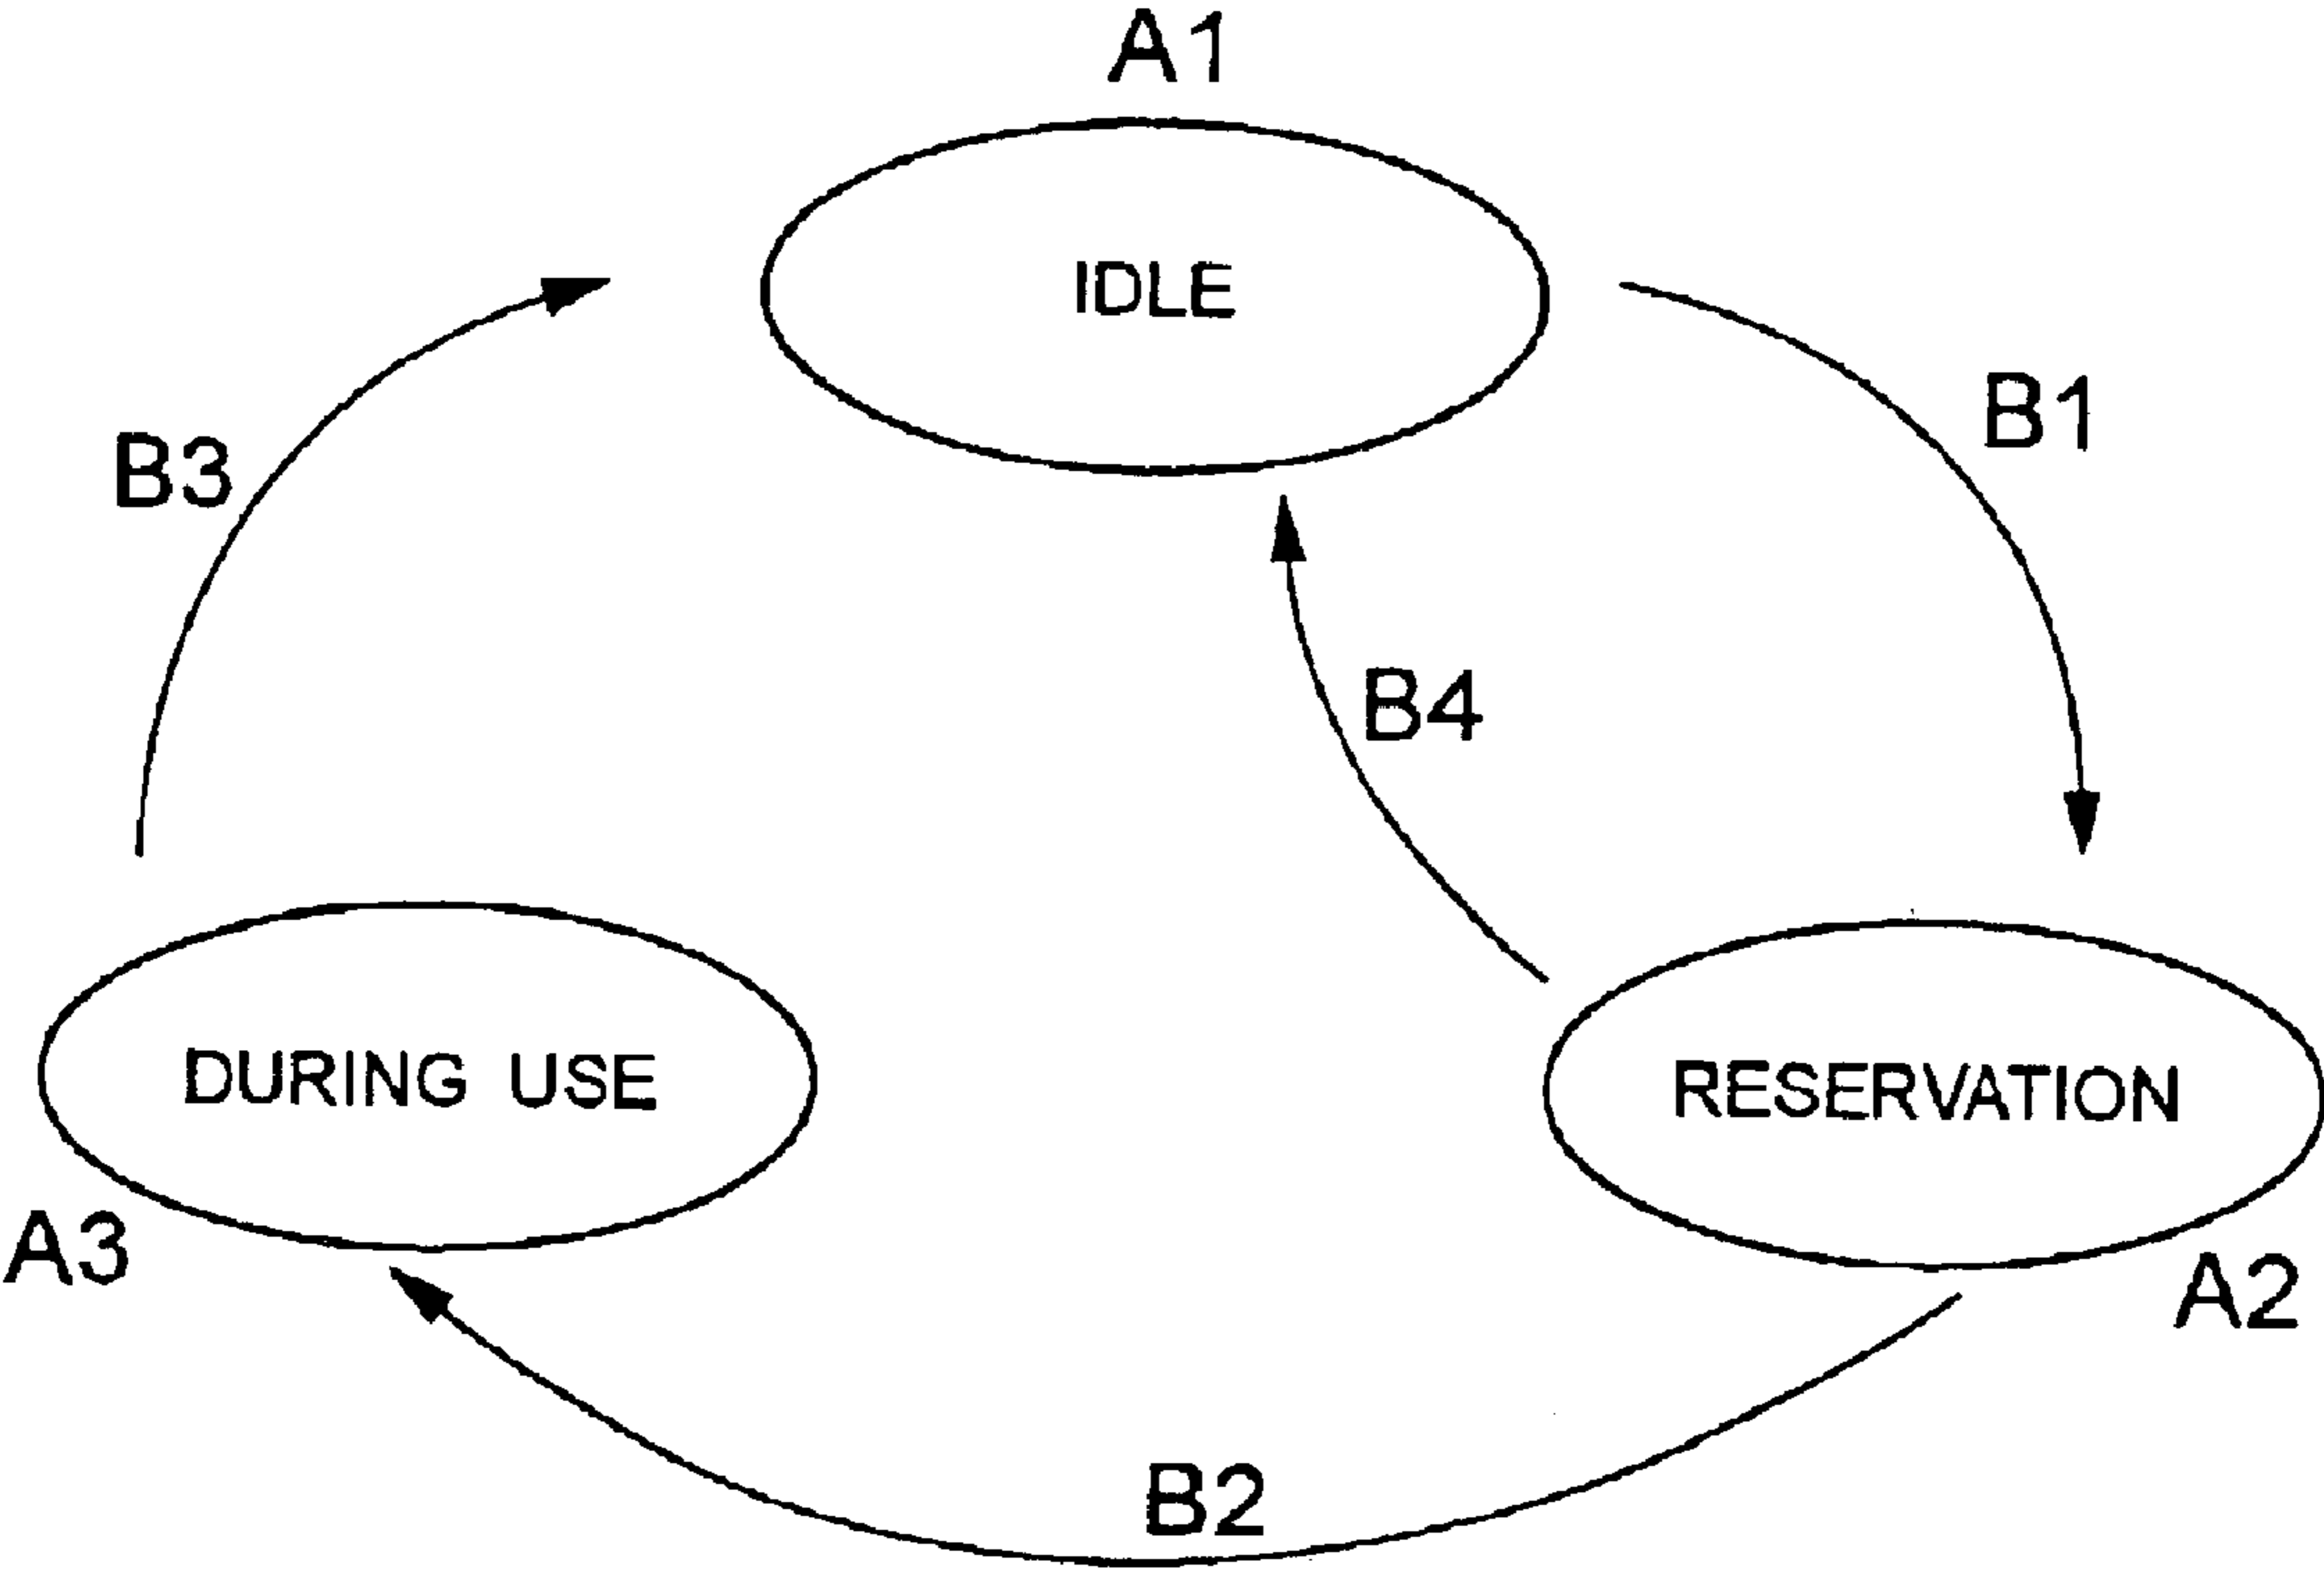 A1
IDLE
B1
B3
B4
DURING USE
RESERVATION
A3
A2
B2